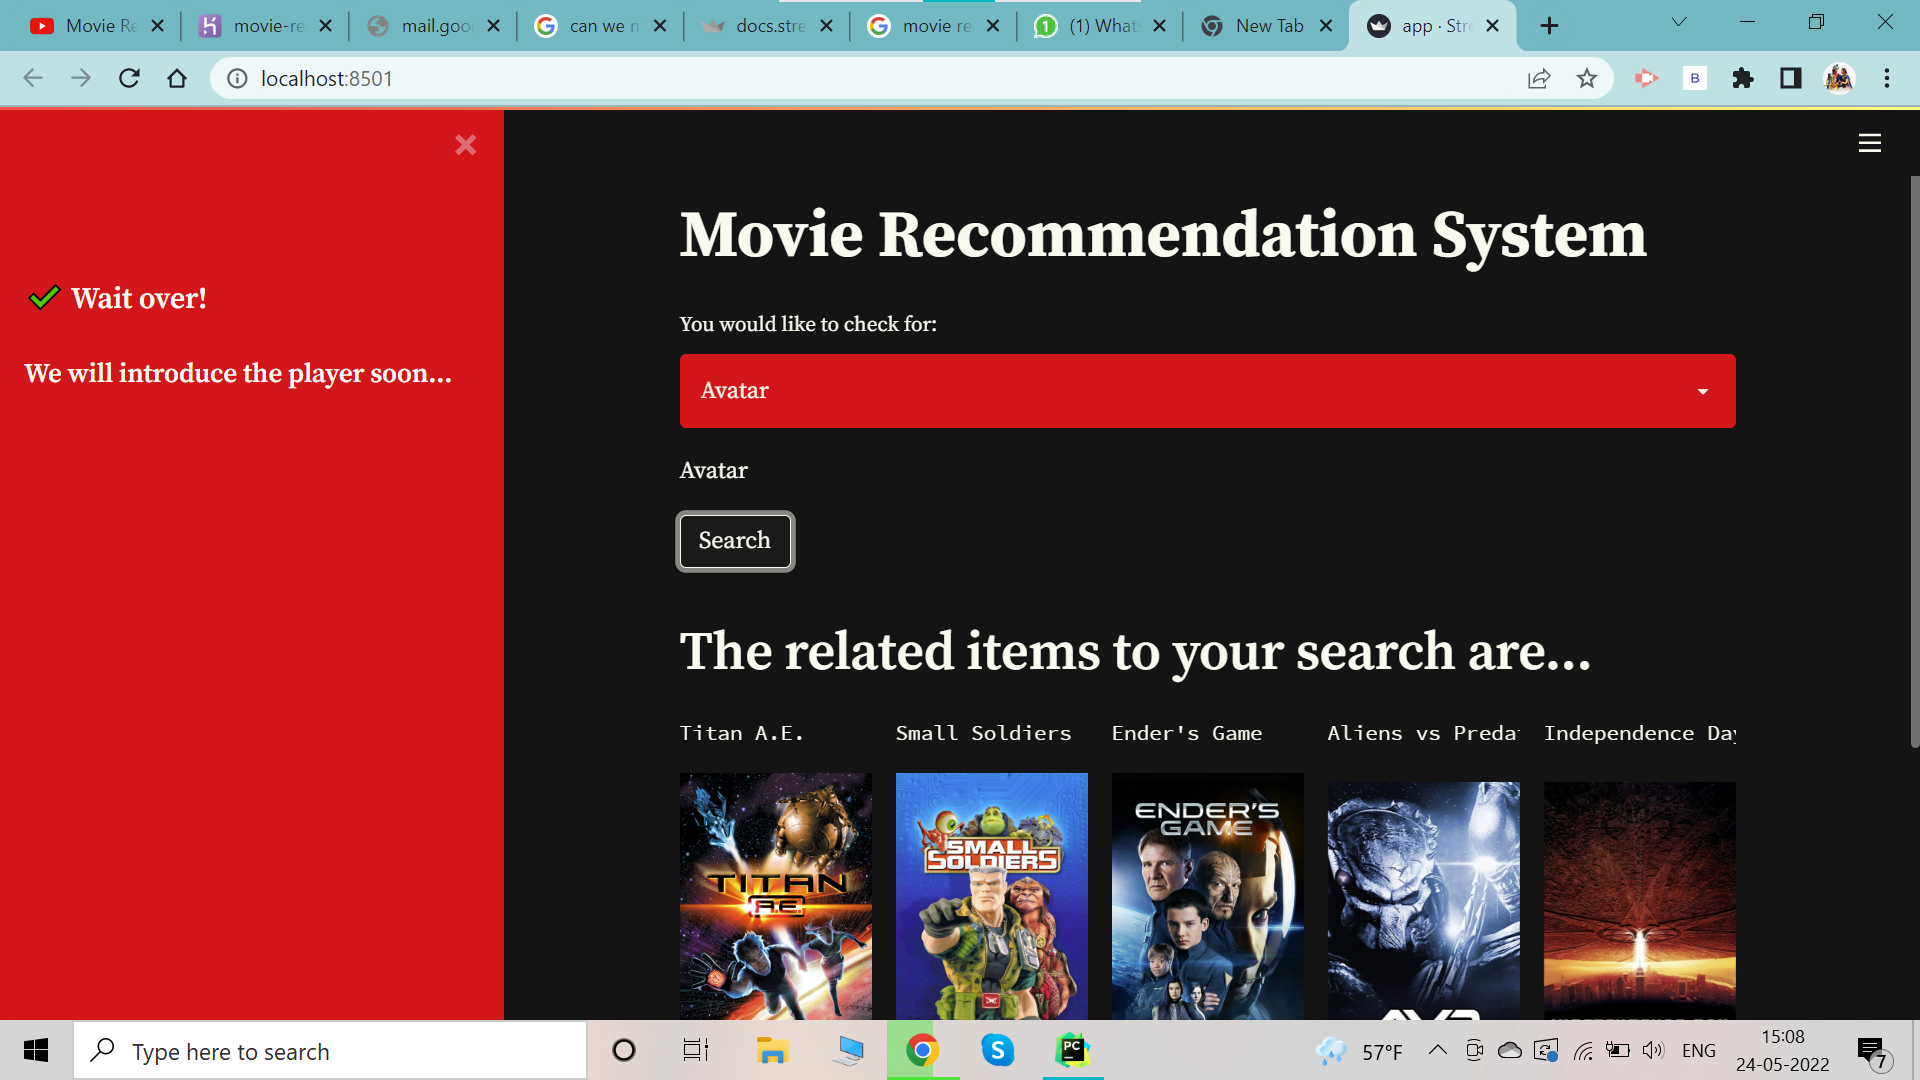 Movie Re
movie-re
mail.goo
can we m
docs.stre
movie re
(1) What
New Tab
app · Stre
localhost:8501
B
Wait over!
We will introduce the player soon...
Movie Recommendation System
You would like to check for:
Avatar
Avatar
Search
The related items to your search are...
Titan A.E.
Small Soldiers
Ender's Game
Aliens vs Predat
Independence Day
TITAN
A.E.
SMALL
SOLDIERS
ENDER'S
GAME
Type here to search
S
PC
57°F
ENG
15:08
24-05-2022
7